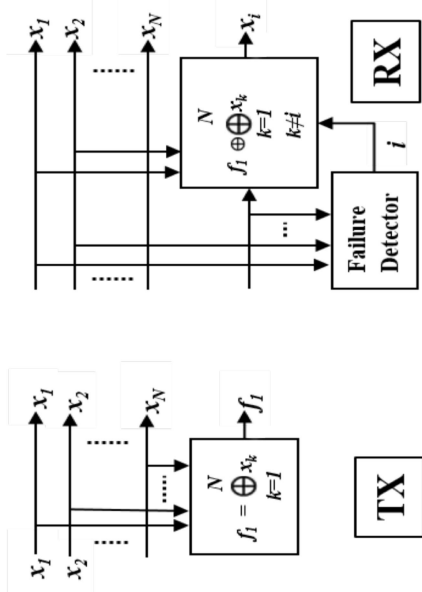 x1
x2
xN
x1
x2
xN
f1 = ⊕ xk
N
k=1
f1
TX
x1
x2
xN
f1 ⊕ ⊕ xk
N
k=1
k≠i
xi
Failure
Detector
i
RX